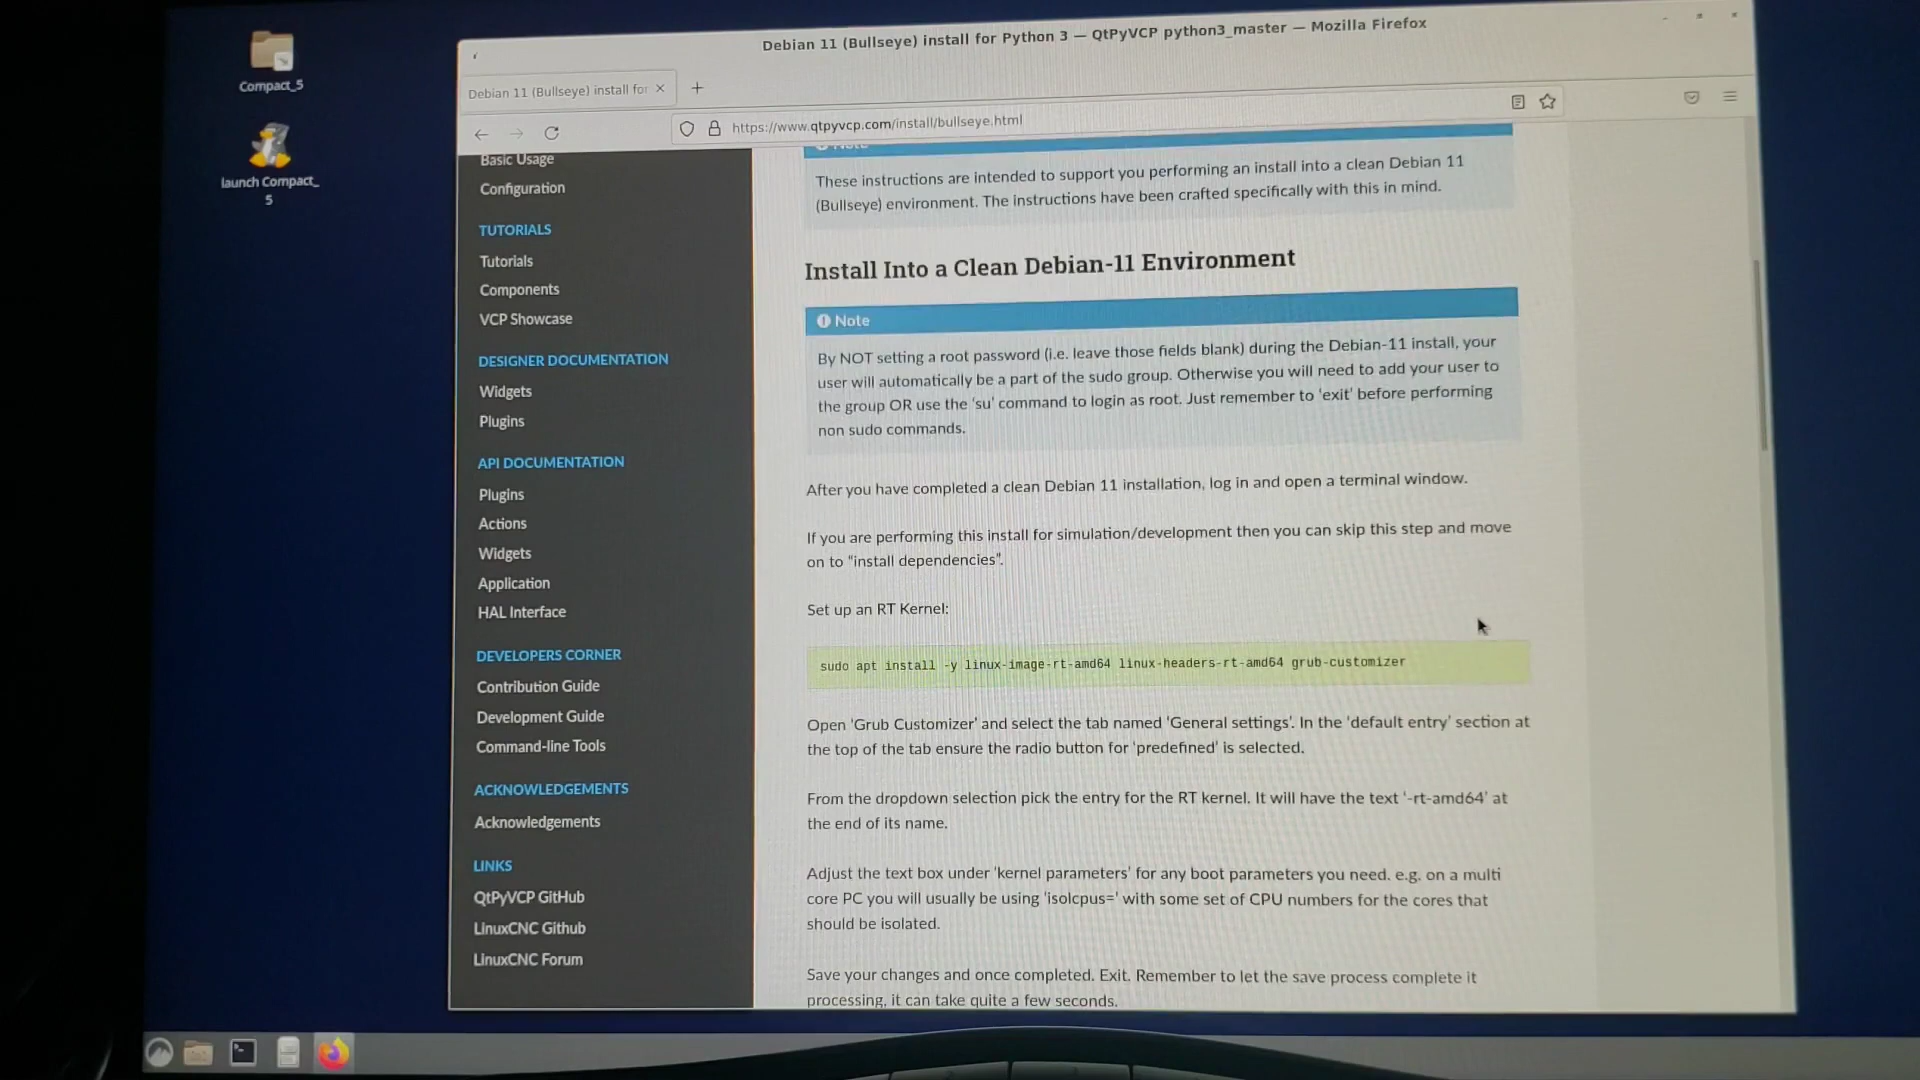 Compact_5
launch Compact_
5
Debian 11 (Bullseye) install for Python 3 — QtPyVCP python3_master — Mozilla Firefox
Debian 11 (Bullseye) install for
https://www.qtpyvcp.com/install/bullseye.html
Basic Usage
Configuration
TUTORIALS
Tutorials
Components
VCP Showcase
DESIGNER DOCUMENTATION
Widgets
Plugins
API DOCUMENTATION
Plugins
Actions
Widgets
Application
HAL Interface
DEVELOPERS CORNER
Contribution Guide
Development Guide
Command-line Tools
ACKNOWLEDGEMENTS
Acknowledgements
LINKS
QtPyVCP GitHub
LinuxCNC Github
LinuxCNC Forum
Note
These instructions are intended to support you performing an install into a clean Debian 11
(Bullseye) environment. The instructions have been crafted specifically with this in mind.
Install Into a Clean Debian-11 Environment
Note
By NOT setting a root password (i.e. leave those fields blank) during the Debian-11 install, your
user will automatically be a part of the sudo group. Otherwise you will need to add your user to
the group OR use the 'su' command to login as root. Just remember to 'exit' before performing
non sudo commands.
After you have completed a clean Debian 11 installation, log in and open a terminal window.
If you are performing this install for simulation/development then you can skip this step and move
on to “install dependencies”.
Set up an RT Kernel:
sudo apt install -y linux-image-rt-amd64 linux-headers-rt-amd64 grub-customizer
Open 'Grub Customizer' and select the tab named 'General settings'. In the 'default entry' section at
the top of the tab ensure the radio button for 'predefined' is selected.
From the dropdown selection pick the entry for the RT kernel. It will have the text '-rt-amd64' at
the end of its name.
Adjust the text box under 'kernel parameters' for any boot parameters you need. e.g. on a multi
core PC you will usually be using 'isolcpus=' with some set of CPU numbers for the cores that
should be isolated.
Save your changes and once completed. Exit. Remember to let the save process complete it
processing, it can take quite a few seconds.